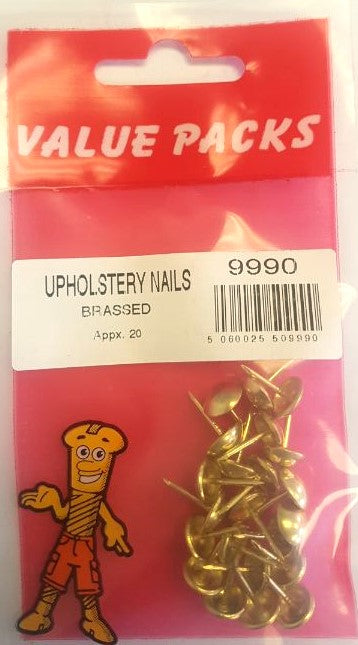 VALUE PACKS
UPHOLSTERY NAILS
BRASSED
Appx. 20
9990
5 060025 509990